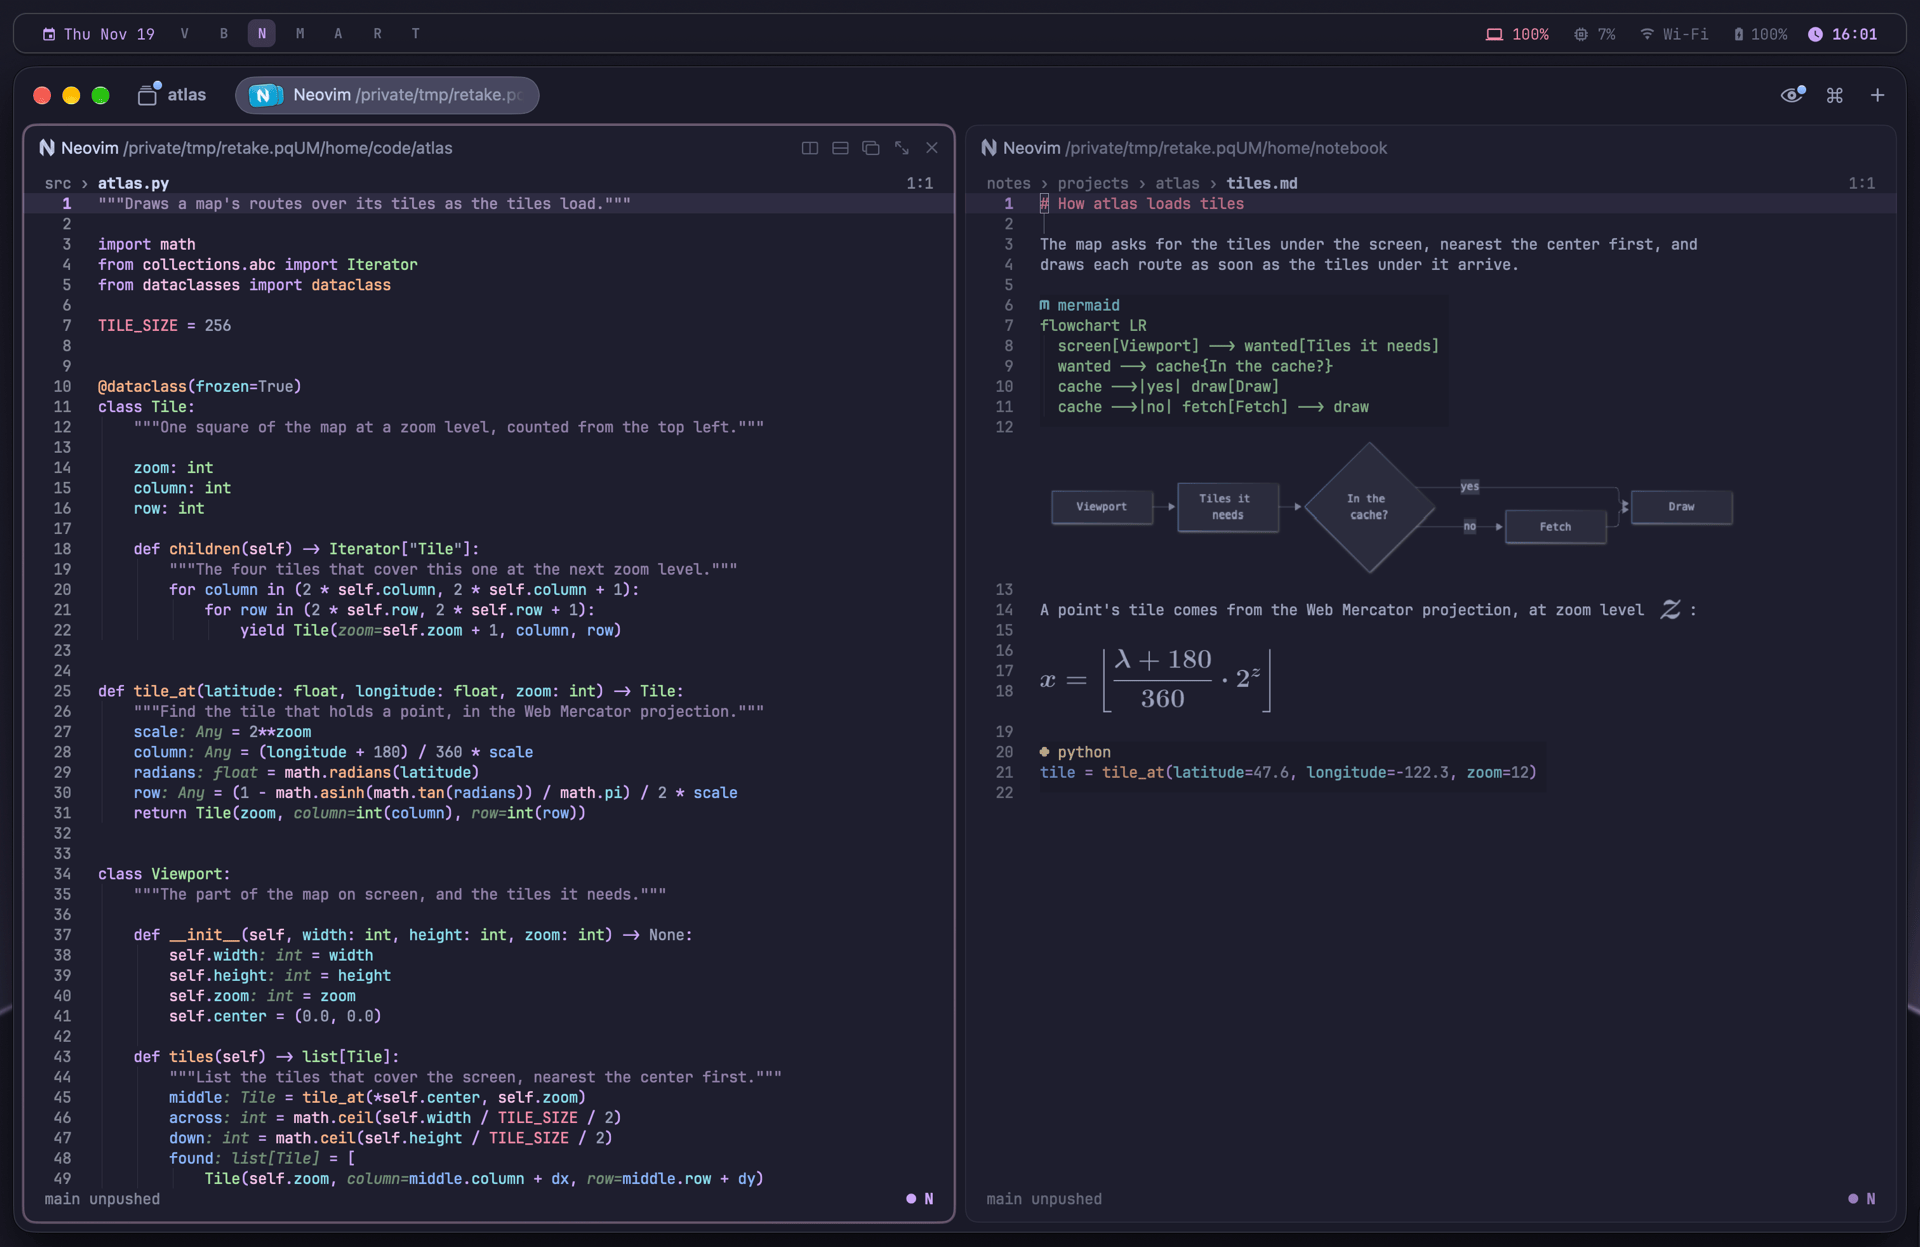 Thu Nov 19 V B N M A R T 100% 7% Wi-Fi 100% 16:01
atlas Neovim /private/tmp/retake.pq
Neovim /private/tmp/retake.pqUM/home/code/atlas
src › atlas.py 1:1
1 """Draws a map's routes over its tiles as the tiles load."""
2
3 import math
4 from collections.abc import Iterator
5 from dataclasses import dataclass
6
7 TILE_SIZE = 256
8
9
10 @dataclass(frozen=True)
11 class Tile:
12 """One square of the map at a zoom level, counted from the top left."""
13
14 zoom: int
15 column: int
16 row: int
17
18 def children(self) -> Iterator["Tile"]:
19 """The four tiles that cover this one at the next zoom level."""
20 for column in (2 * self.column, 2 * self.column + 1):
21 for row in (2 * self.row, 2 * self.row + 1):
22 yield Tile(zoom=self.zoom + 1, column, row)
23
24
25 def tile_at(latitude: float, longitude: float, zoom: int) -> Tile:
26 """Find the tile that holds a point, in the Web Mercator projection."""
27 scale: Any = 2**zoom
28 column: Any = (longitude + 180) / 360 * scale
29 radians: float = math.radians(latitude)
30 row: Any = (1 - math.asinh(math.tan(radians)) / math.pi) / 2 * scale
31 return Tile(zoom, column=int(column), row=int(row))
32
33
34 class Viewport:
35 """The part of the map on screen, and the tiles it needs."""
36
37 def __init__(self, width: int, height: int, zoom: int) -> None:
38 self.width: int = width
39 self.height: int = height
40 self.zoom: int = zoom
41 self.center = (0.0, 0.0)
42
43 def tiles(self) -> list[Tile]:
44 """List the tiles that cover the screen, nearest the center first."""
45 middle: Tile = tile_at(*self.center, self.zoom)
46 across: int = math.ceil(self.width / TILE_SIZE / 2)
47 down: int = math.ceil(self.height / TILE_SIZE / 2)
48 found: list[Tile] = [
49 Tile(self.zoom, column=middle.column + dx, row=middle.row + dy)
main unpushed N
Neovim /private/tmp/retake.pqUM/home/notebook
notes › projects › atlas › tiles.md 1:1
1 # How atlas loads tiles
2
3 The map asks for the tiles under the screen, nearest the center first, and
4 draws each route as soon as the tiles under it arrive.
5
6 mermaid
7 flowchart LR
8 screen[Viewport] --> wanted[Tiles it needs]
9 wanted --> cache{In the cache?}
10 cache -->|yes| draw[Draw]
11 cache -->|no| fetch[Fetch] --> draw
12
Viewport
Tiles it
needs
In the
cache?
yes
no
Fetch
Draw
13
14 A point's tile comes from the Web Mercator projection, at zoom level z :
15
16
17
18
x = ⌊(λ + 180)/360 · 2^z⌋
19
20 python
21 tile = tile_at(latitude=47.6, longitude=-122.3, zoom=12)
22
main unpushed N